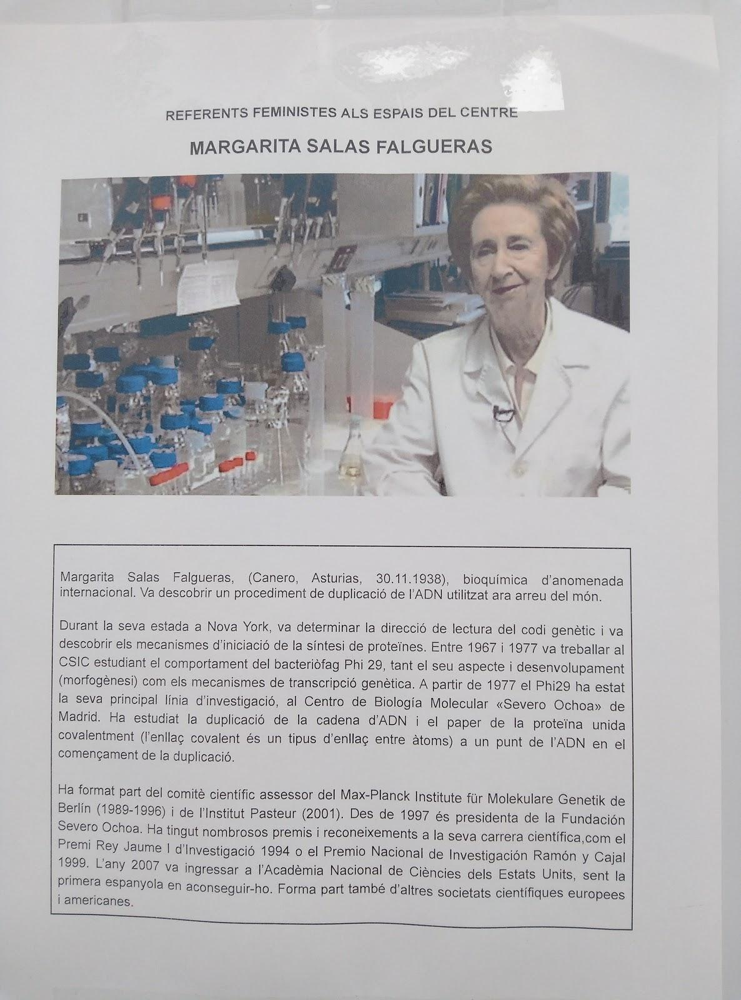 REFERENTS FEMINISTES ALS ESPAIS DEL CENTRE
MARGARITA SALAS FALGUERAS
Margarita Salas Falgueras, (Canero, Asturias, 30.11.1938), bioquímica d'anomenada
internacional. Va descobrir un procediment de duplicació de l'ADN utilitzat ara arreu del món.
Durant la seva estada a Nova York, va determinar la direcció de lectura del codi genètic i va
descobrir els mecanismes d'iniciació de la síntesi de proteïnes. Entre 1967 i 1977 va treballar al
CSIC estudiant el comportament del bacteriòfag Phi 29, tant el seu aspecte i desenvolupament
(morfogènesi) com els mecanismes de transcripció genètica. A partir de 1977 el Phi29 ha estat
la seva principal línia d'investigació, al Centro de Biología Molecular «Severo Ochoa» de
Madrid. Ha estudiat la duplicació de la cadena d'ADN i el paper de la proteïna unida
covalentment (l'enllaç covalent és un tipus d'enllaç entre àtoms) a un punt de l'ADN en el
començament de la duplicació.
Ha format part del comitè científic assessor del Max-Planck Institute für Molekulare Genetik de
Berlín (1989-1996) i de l'Institut Pasteur (2001). Des de 1997 és presidenta de la Fundación
Severo Ochoa. Ha tingut nombrosos premis i reconeixements a la seva carrera científica,com el
Premi Rey Jaume I d'Investigació 1994 o el Premio Nacional de Investigación Ramón y Cajal
1999. L'any 2007 va ingressar a l'Acadèmia Nacional de Ciències dels Estats Units, sent la
primera espanyola en aconseguir-ho. Forma part també d'altres societats científiques europees
i americanes.